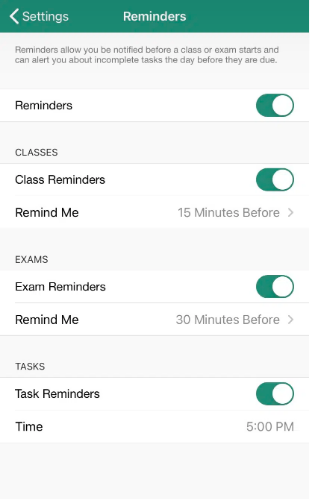 Settings
Reminders
Reminders allow you be notified before a class or exam starts and
can alert you about incomplete tasks the day before they are due.
Reminders
CLASSES
Class Reminders
Remind Me 15 Minutes Before
EXAMS
Exam Reminders
Remind Me 30 Minutes Before
TASKS
Task Reminders
Time 5:00 PM